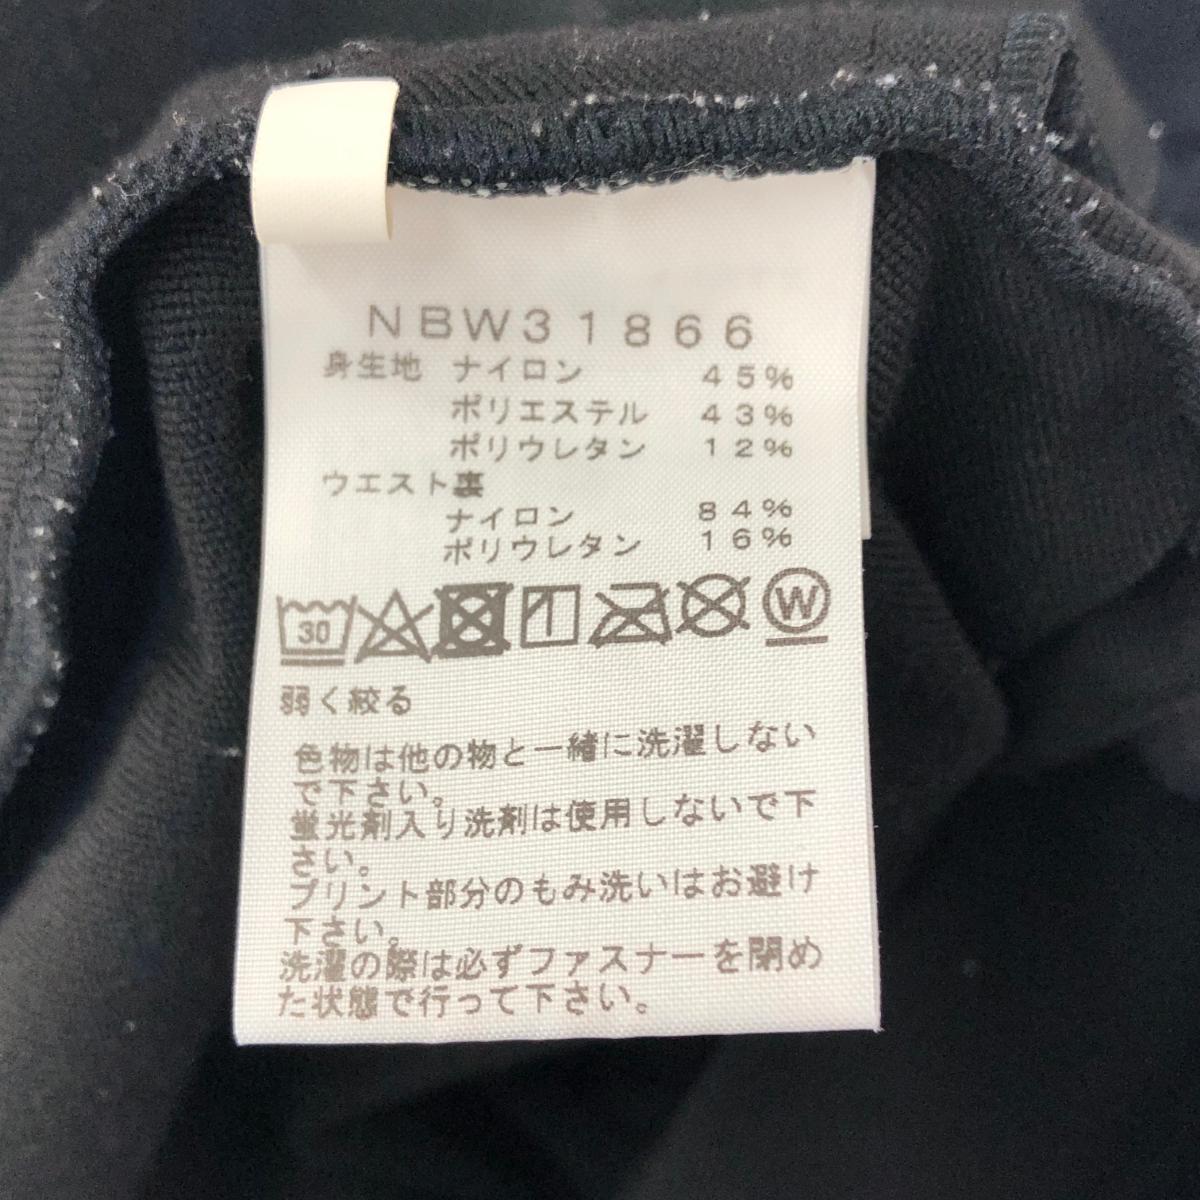 NBW31866
身生地 ナイロン 45%
ポリエステル 43%
ポリウレタン 12%
ウエスト裏
ナイロン 84%
ポリウレタン 16%
30 W
弱く絞る
色物は他の物と一緒に洗濯しない
で下さい。
蛍光剤入り洗剤は使用しないで下
さい。
プリント部分のもみ洗いはお避け
下さい。
洗濯の際は必ずファスナーを閉め
た状態で行って下さい。